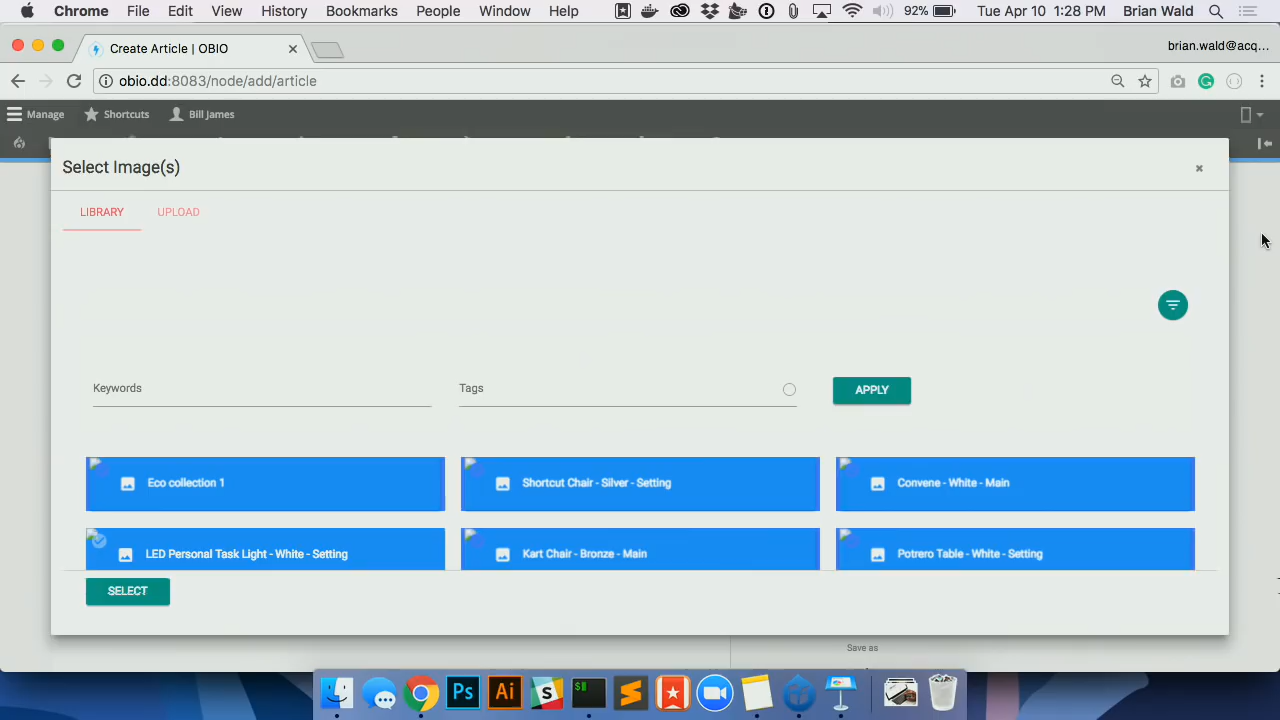 Chrome File Edit View History Bookmarks People Window Help 92% Tue Apr 10 1:28 PM Brian Wald
Create Article | OBIO
brian.wald@acq...
obio.dd:8083/node/add/article
Manage Shortcuts Bill James
Select Image(s)
LIBRARY UPLOAD
Keywords Tags APPLY
Eco collection 1 Shortcut Chair - Silver - Setting Convene - White - Main
LED Personal Task Light - White - Setting Kart Chair - Bronze - Main Potrero Table - White - Setting
SELECT
Save as
Ps Ai S $